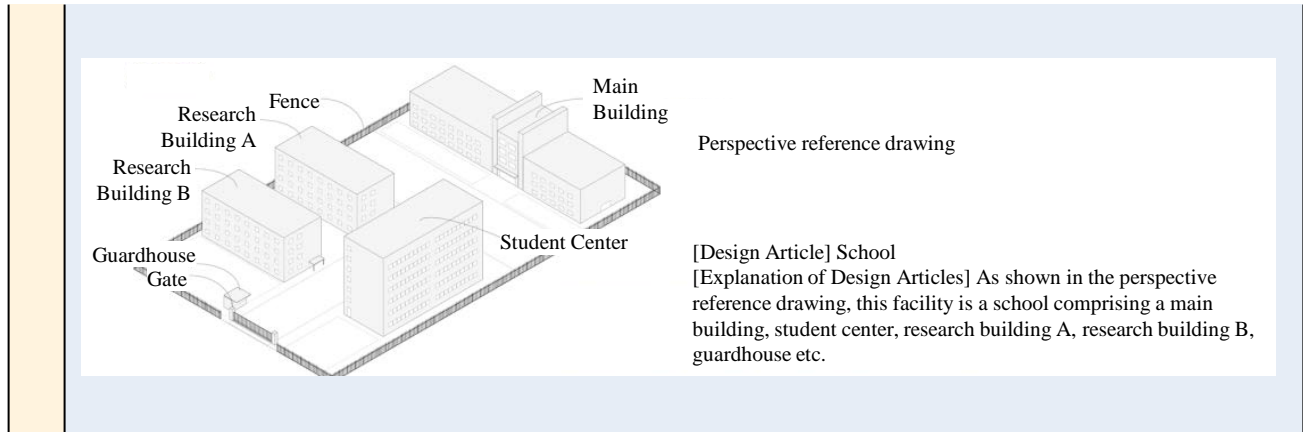 Main
Building
Fence
Research
Building A
Research
Building B
Guardhouse
Gate
Student Center
Perspective reference drawing
[Design Article] School
[Explanation of Design Articles] As shown in the perspective
reference drawing, this facility is a school comprising a main
building, student center, research building A, research building B,
guardhouse etc.